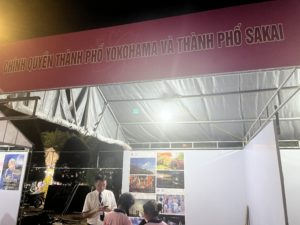 CHÍNH QUYỀN THÀNH PHỐ YOKOHAMA VÀ THÀNH PHỐ SAKAI